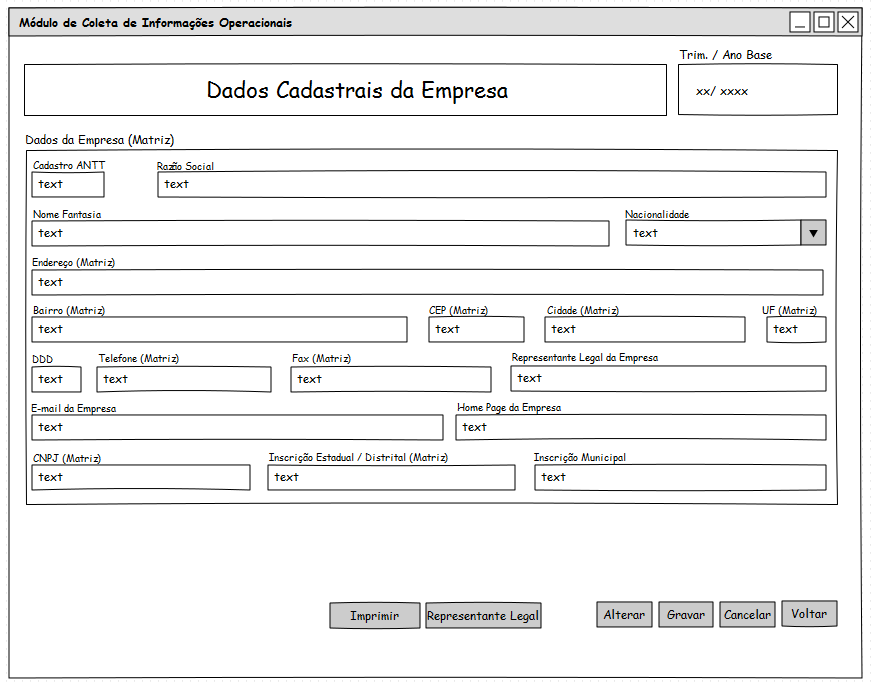 Módulo de Coleta de Informações Operacionais
Trim. / Ano Base
Dados Cadastrais da Empresa
xx/ xxxx
Dados da Empresa (Matriz)
Cadastro ANTT Razão Social
text text
Nome Fantasia Nacionalidade
text text
Endereço (Matriz)
text
Bairro (Matriz) CEP (Matriz) Cidade (Matriz) UF (Matriz)
text text text text
DDD Telefone (Matriz) Fax (Matriz) Representante Legal da Empresa
text text text text
E-mail da Empresa Home Page da Empresa
text text
CNPJ (Matriz) Inscrição Estadual / Distrital (Matriz) Inscrição Municipal
text text text
Imprimir Representante Legal Alterar Gravar Cancelar Voltar